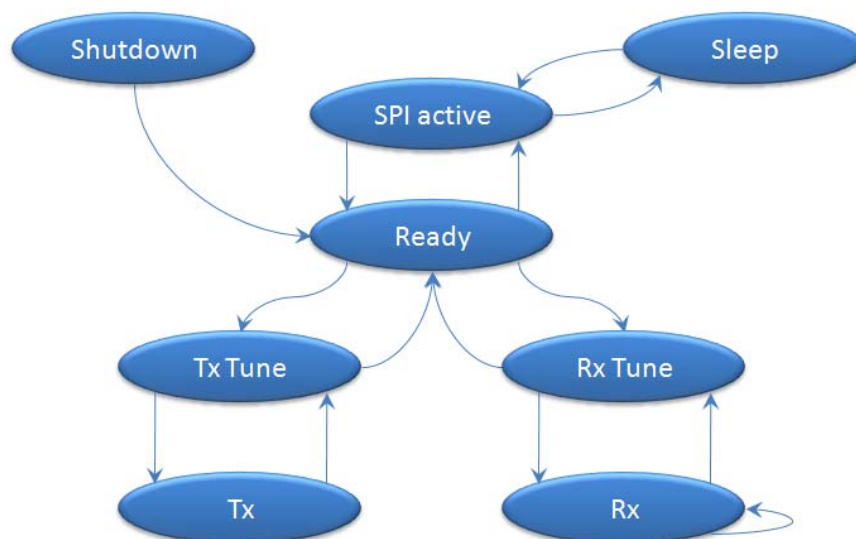 Shutdown
Sleep
SPI active
Ready
Tx Tune
Rx Tune
Tx
Rx